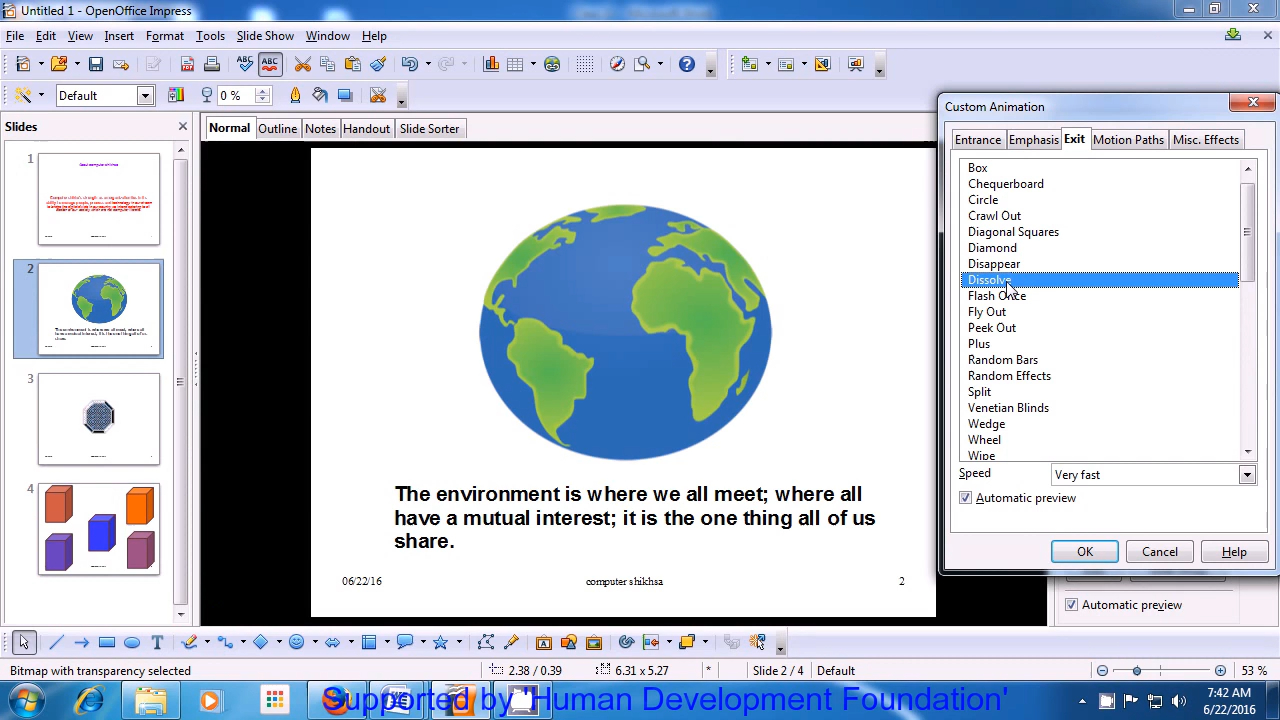 Untitled 1 - OpenOffice Impress
File Edit View Insert Format Tools Slide Show Window Help
Default 0 %
Slides
Normal Outline Notes Handout Slide Sorter
1
2
3
4
The environment is where we all meet; where all
have a mutual interest; it is the one thing all of us
share.
06/22/16 computer shikhsa 2
Custom Animation
Entrance Emphasis Exit Motion Paths Misc. Effects
Box
Chequerboard
Circle
Crawl Out
Diagonal Squares
Diamond
Disappear
Dissolve
Flash Once
Fly Out
Peek Out
Plus
Random Bars
Random Effects
Split
Venetian Blinds
Wedge
Wheel
Wipe
Speed Very fast
Automatic preview
OK Cancel Help
Automatic preview
Bitmap with transparency selected 2.38 / 0.39 6.31 x 5.27 * Slide 2 / 4 Default 53 %
Supported by 'Human Development Foundation'
7:42 AM
6/22/2016